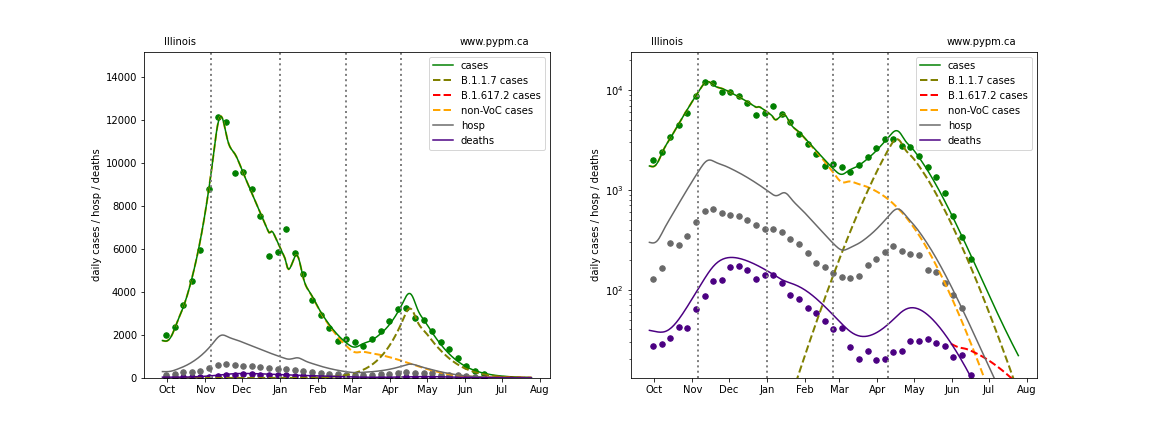 Illinois
www.pypm.ca
daily cases / hosp / deaths
14000
12000
10000
8000
6000
4000
2000
0
cases
B.1.1.7 cases
B.1.617.2 cases
non-VoC cases
hosp
deaths
Oct Nov Dec Jan Feb Mar Apr May Jun Jul Aug
Illinois
www.pypm.ca
daily cases / hosp / deaths
10⁴
10³
10²
cases
B.1.1.7 cases
B.1.617.2 cases
non-VoC cases
hosp
deaths
Oct Nov Dec Jan Feb Mar Apr May Jun Jul Aug